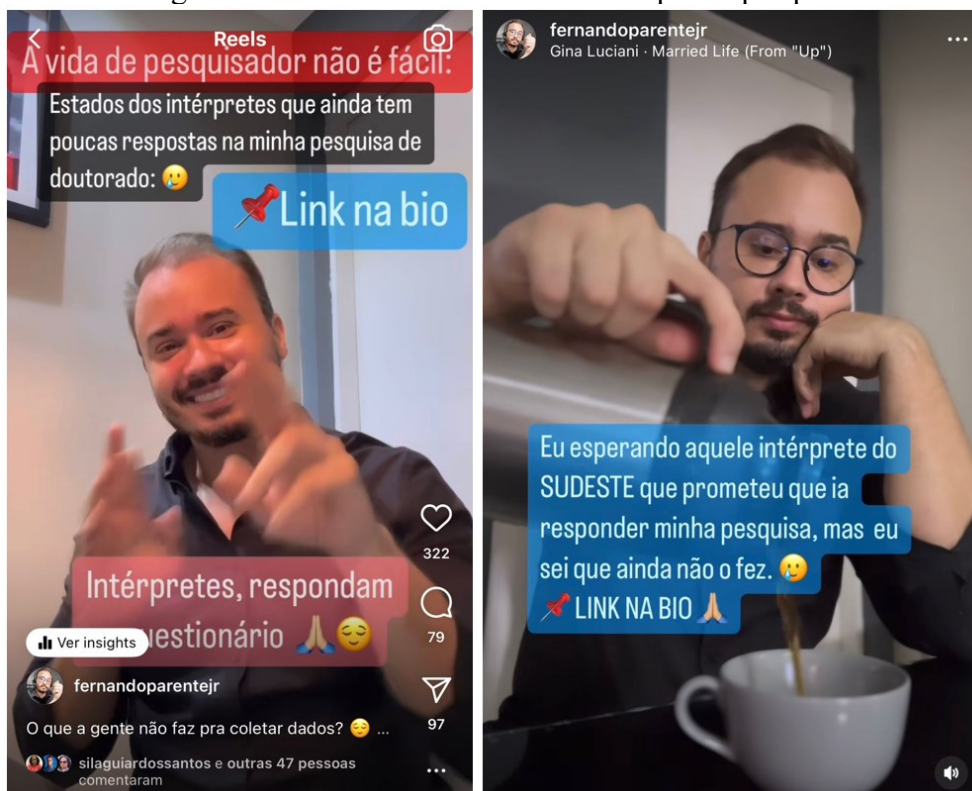 Reels
A vida de pesquisador não é fácil:
Estados dos intérpretes que ainda tem
poucas respostas na minha pesquisa de
doutorado: 🥲
📌Link na bio
Intérpretes, respondam
uestionário 🙏😌
Ver insights
322
79
97
fernandoparentejr
O que a gente não faz pra coletar dados? 😌 ...
silaguiardossantos e outras 47 pessoas
comentaram
fernandoparentejr
Gina Luciani · Married Life (From "Up")
Eu esperando aquele intérprete do
SUDESTE que prometeu que ia
responder minha pesquisa, mas eu
sei que ainda não o fez. 🥲
📌 LINK NA BIO 🙏